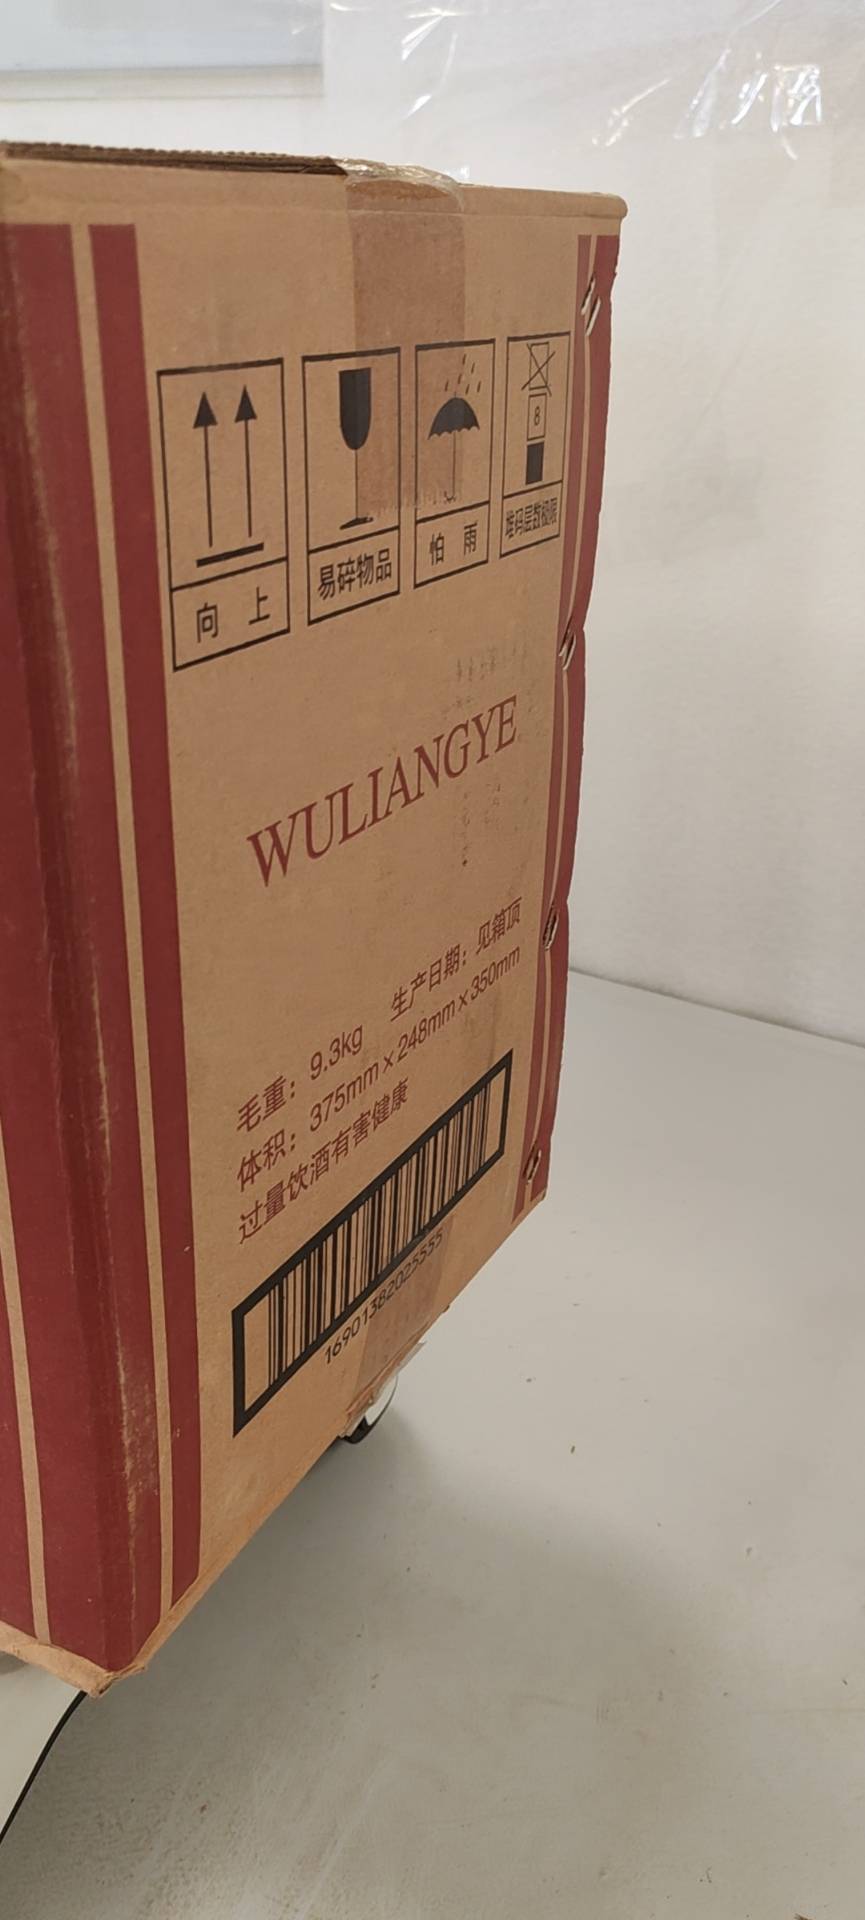 向 上
易碎物品
怕 雨
8
堆码层数极限
WULIANGYE
毛重：9.3kg 生产日期：见箱顶
体积：375mm×248mm×350mm
过量饮酒有害健康
16901382025555